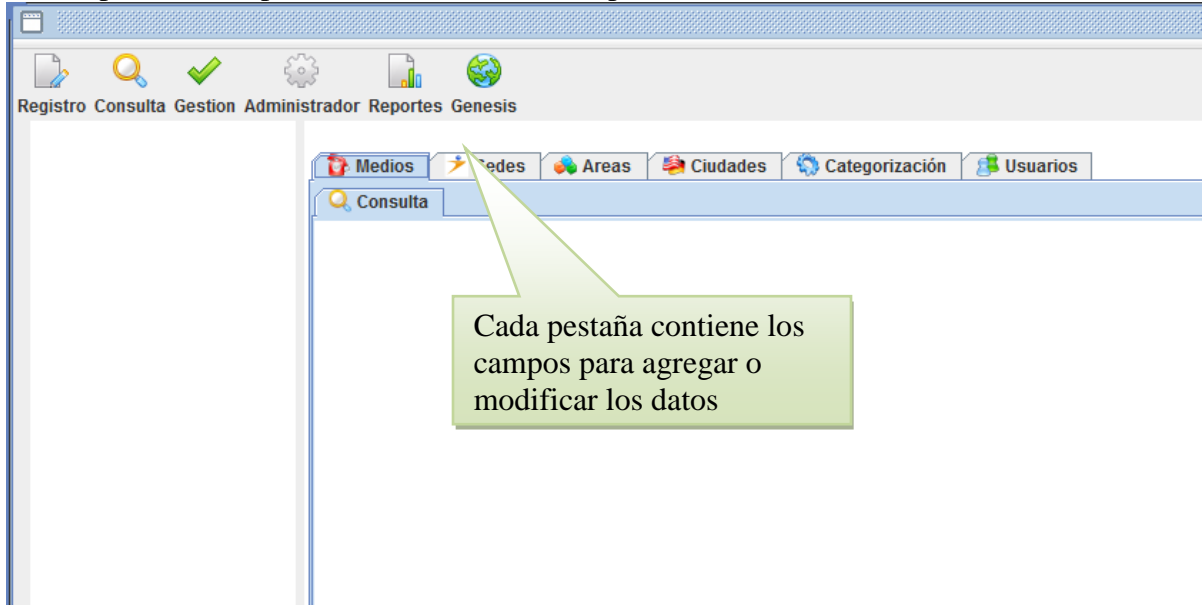 Registro Consulta Gestion Administrador Reportes Genesis
Medios Sedes Areas Ciudades Categorización Usuarios
Consulta
Cada pestaña contiene los
campos para agregar o
modificar los datos